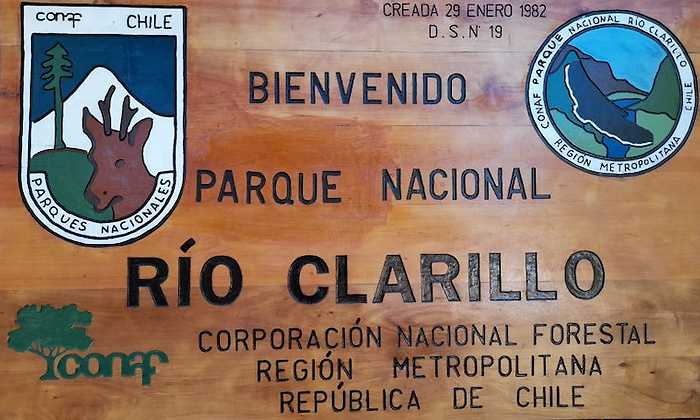 conaf CHILE
PARQUES NACIONALES
CREADA 29 ENERO 1982
D.S. N° 19
CONAF PARQUE NACIONAL RIO CLARILLO CHILE
REGIÓN METROPOLITANA
BIENVENIDO
PARQUE NACIONAL
RÍO CLARILLO
conaf
CORPORACIÓN NACIONAL FORESTAL
REGIÓN METROPOLITANA
REPÚBLICA DE CHILE